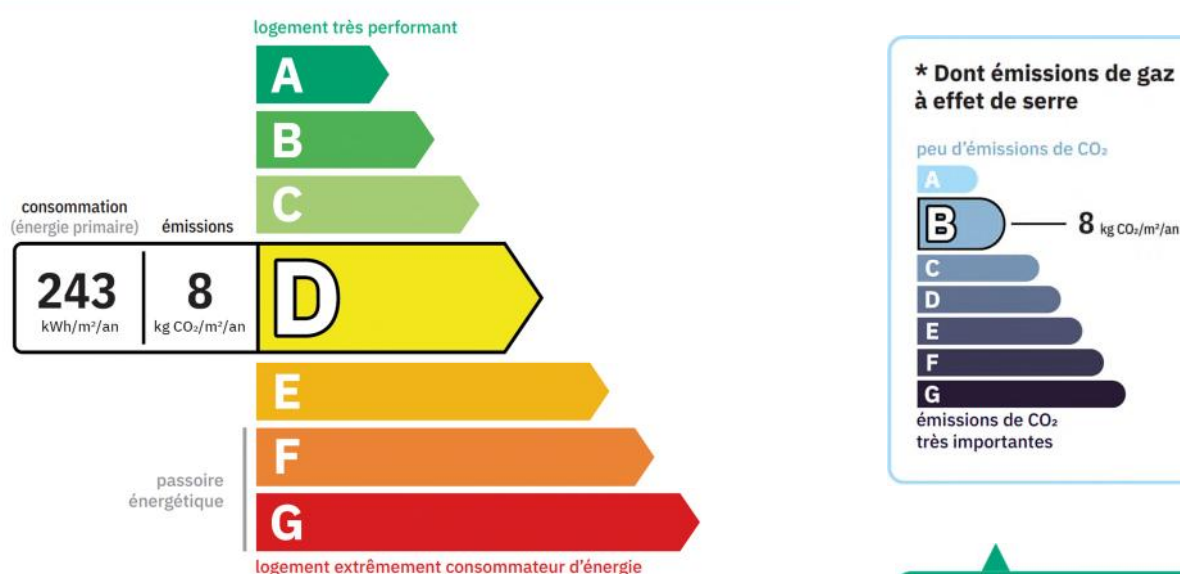 logement très performant
A
B
C
consommation
(énergie primaire)
émissions
243
kWh/m²/an
8
kg CO₂/m²/an
D
E
F
passoire
énergétique
G
logement extrêmement consommateur d'énergie
* Dont émissions de gaz
à effet de serre
peu d'émissions de CO₂
A
B
8 kg CO₂/m²/an
C
D
E
F
G
émissions de CO₂
très importantes